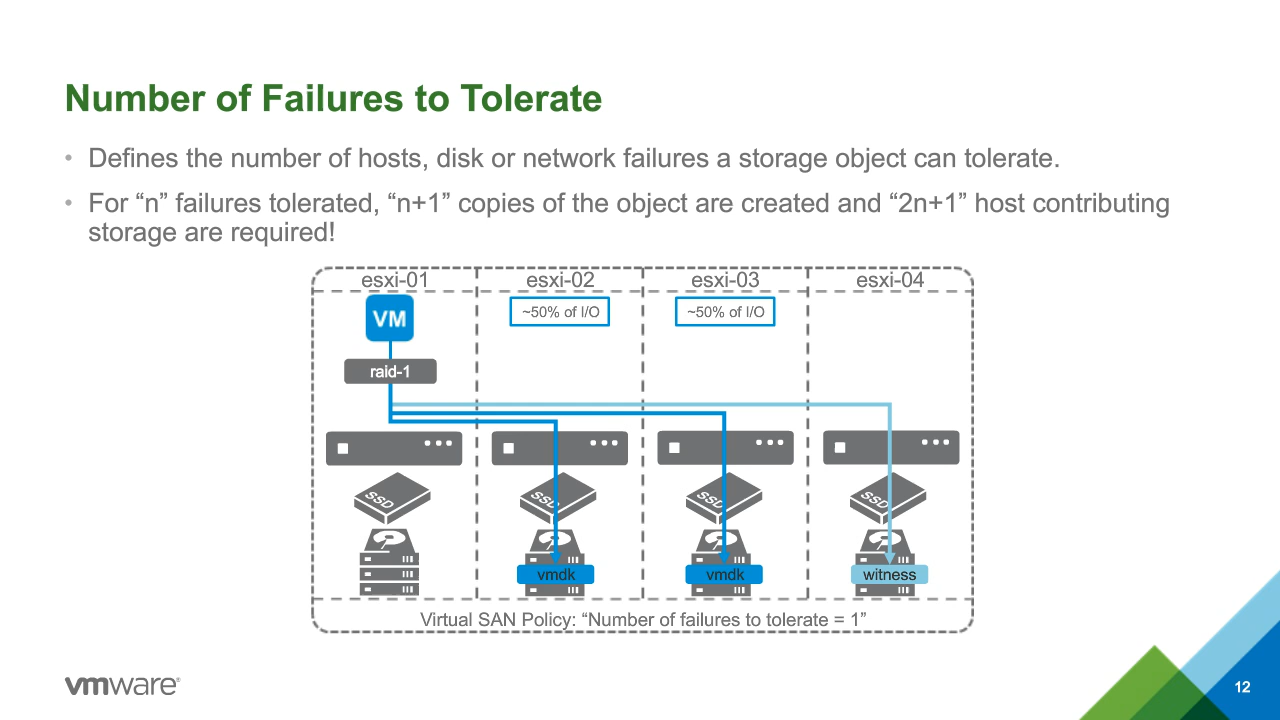 Number of Failures to Tolerate
• Defines the number of hosts, disk or network failures a storage object can tolerate.
• For “n” failures tolerated, “n+1” copies of the object are created and “2n+1” host contributing
storage are required!
esxi-01 esxi-02 esxi-03 esxi-04
VM ~50% of I/O ~50% of I/O
raid-1
SSD SSD SSD SSD
vmdk vmdk witness
Virtual SAN Policy: “Number of failures to tolerate = 1”
vmware®
12